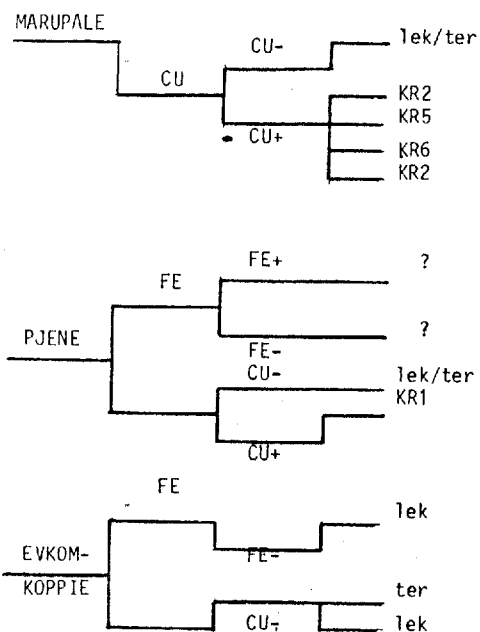 MARUPALE
CU- lek/ter
CU
KR2
KR5
CU+
KR6
KR2
FE+ ?
FE
?
PJENE
FE-
CU- lek/ter
KR1
CU+
FE
lek
EVKOM-
FE-
KOPPIE
ter
CU- lek